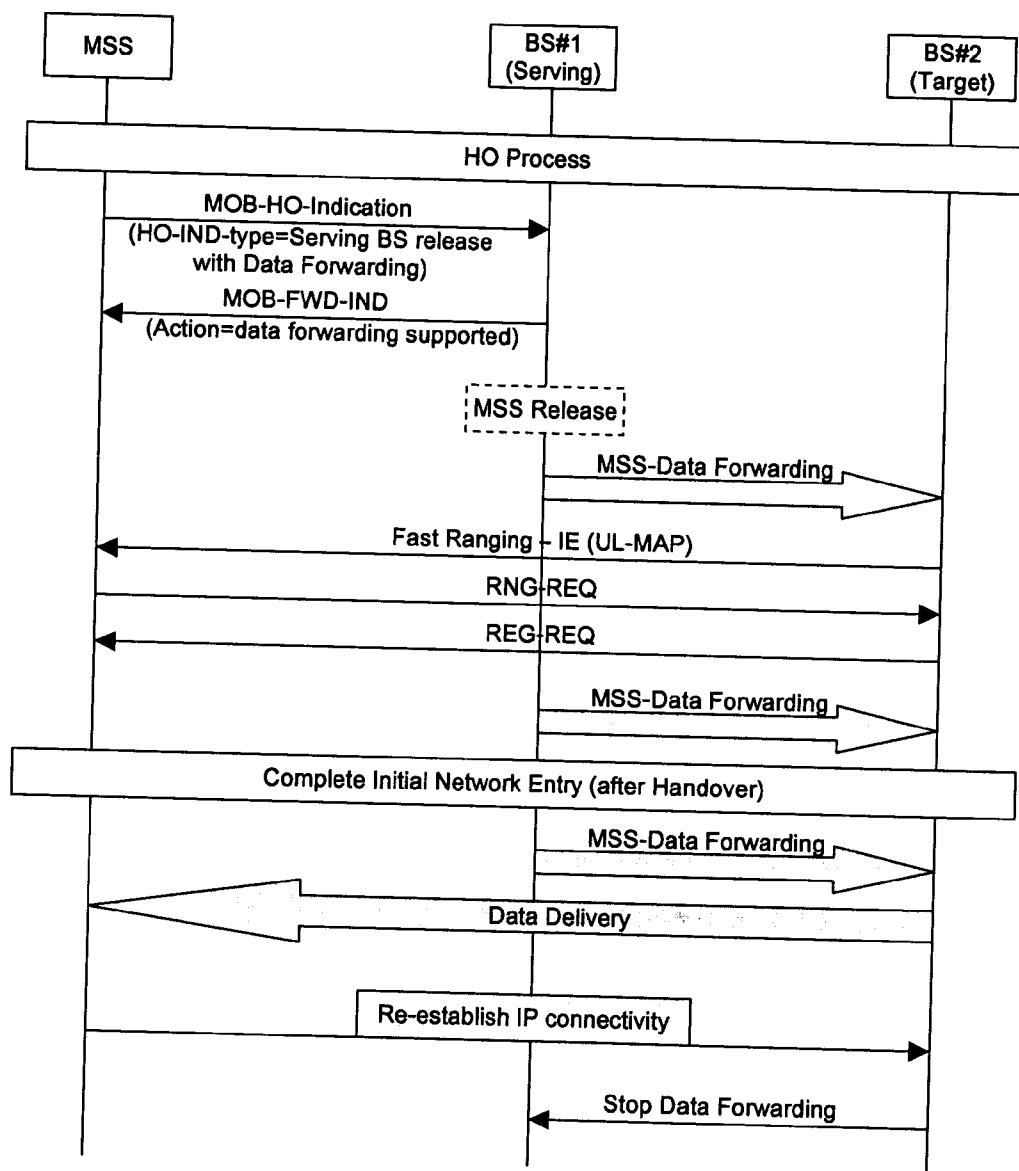 MSS
BS#1
(Serving)
BS#2
(Target)
HO Process
MOB-HO-Indication
(HO-IND-type=Serving BS release
with Data Forwarding)
MOB-FWD-IND
(Action=data forwarding supported)
MSS Release
MSS-Data Forwarding
Fast Ranging - IE (UL-MAP)
RNG-REQ
REG-REQ
MSS-Data Forwarding
Complete Initial Network Entry (after Handover)
MSS-Data Forwarding
Data Delivery
Re-establish IP connectivity
Stop Data Forwarding